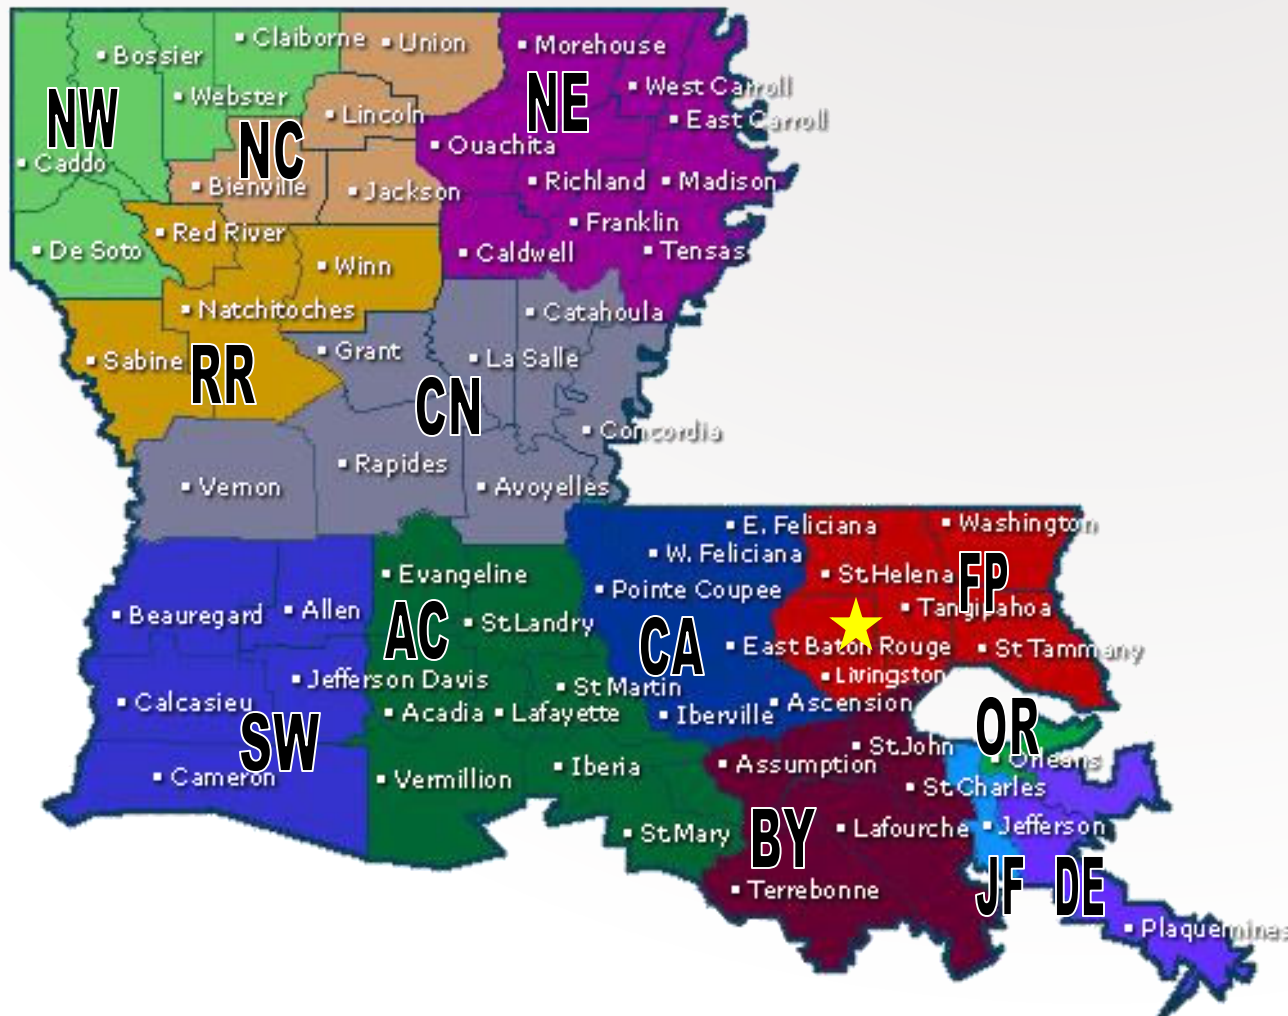 Claiborne
Union
Morehouse
Bossier
West Carroll
Webster
NW
NE
Lincoln
East Carroll
NC
Ouachita
Caddo
Bienville
Jackson
Richland
Madison
Red River
Franklin
De Soto
Winn
Caldwell
Tensas
Natchitoches
Catahoula
Sabine
Grant
La Salle
RR
CN
Concordia
Rapides
Vernon
Avoyelles
E. Feliciana
Washington
W. Feliciana
Evangeline
St.Helena
FP
Pointe Coupee
Beauregard
Allen
Tangipahoa
AC
St.Landry
CA
East Baton Rouge
St Tammany
Jefferson Davis
St Martin
Livingston
Calcasieu
Acadia
Lafayette
Iberville
Ascension
OR
SW
St.John
Cameron
Vermillion
Iberia
Assumption
Orleans
St Charles
St.Mary
BY
Lafourche
Jefferson
JF
DE
Terrebonne
Plaquemines